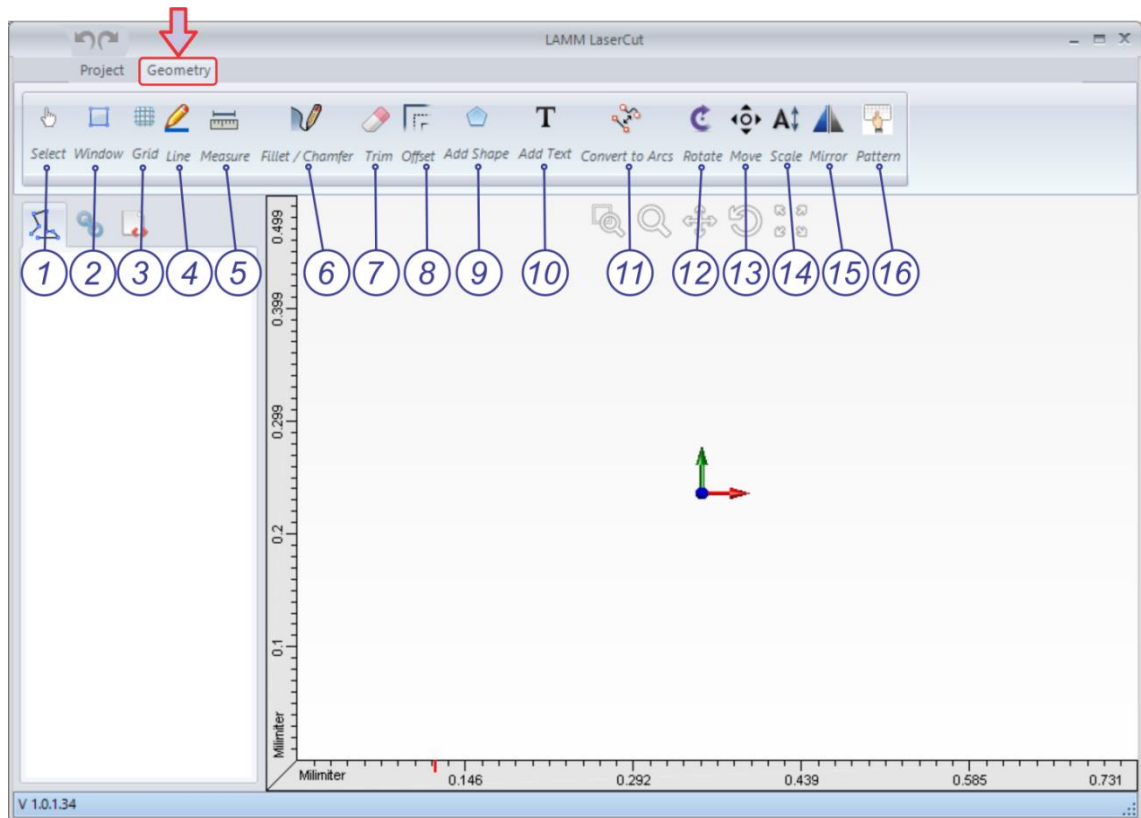 LAMM LaserCut
Project Geometry
Select Window Grid Line Measure Fillet / Chamfer Trim Offset Add Shape Add Text Convert to Arcs Rotate Move Scale Mirror Pattern
1 2 3 4 5 6 7 8 9 10 11 12 13 14 15 16
0.499
0.399
0.299
0.2
0.1
Milimiter
Milimiter 0.146 0.292 0.439 0.585 0.731
V 1.0.1.34